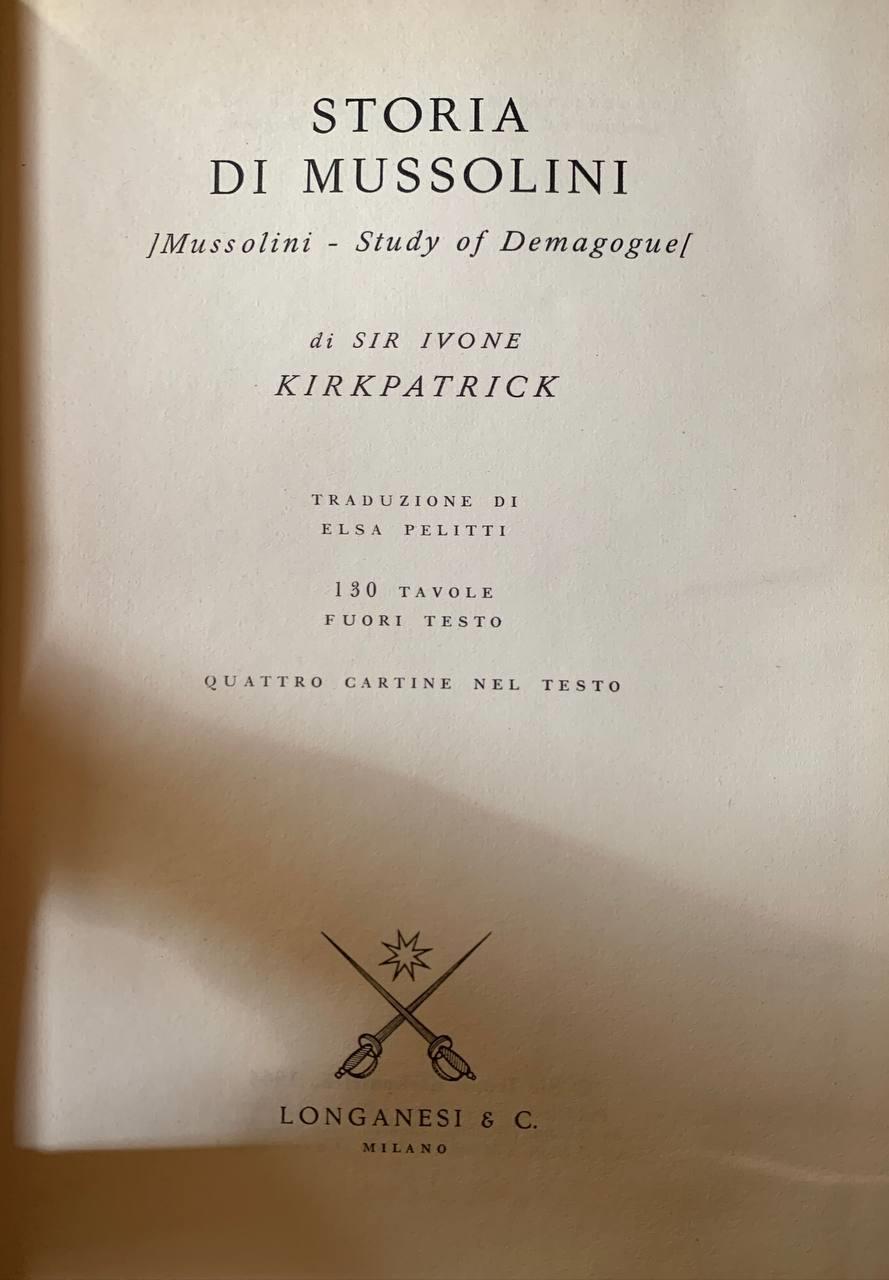 STORIA
DI MUSSOLINI
]Mussolini - Study of Demagogue[
di SIR IVONE
KIRKPATRICK
TRADUZIONE DI
ELSA PELITTI
130 TAVOLE
FUORI TESTO
QUATTRO CARTINE NEL TESTO
LONGANESI & C.
MILANO